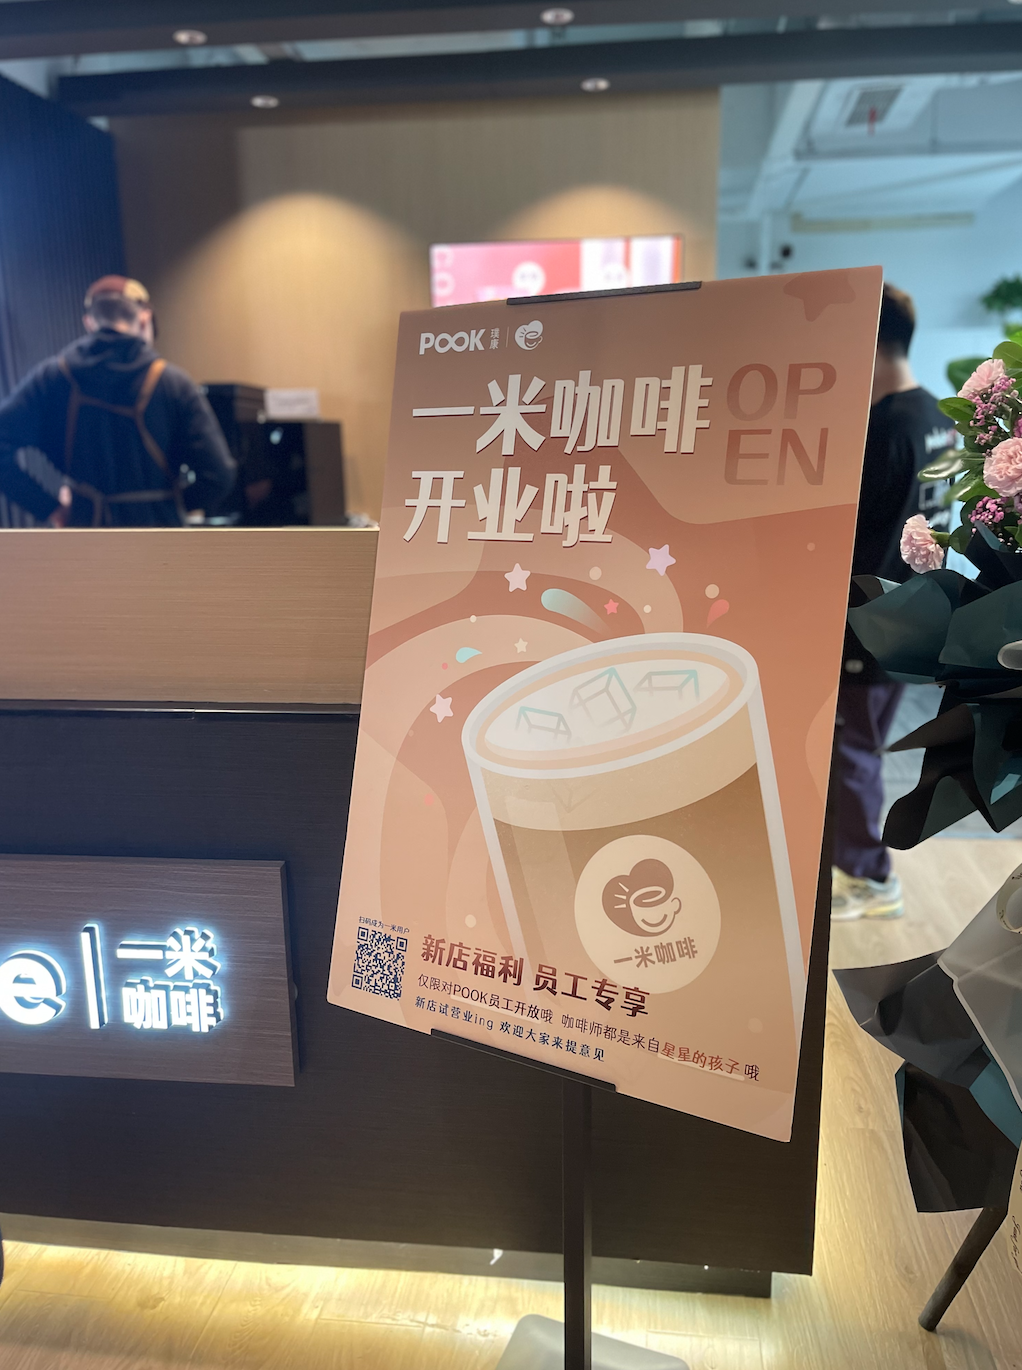 POOK 璞康
一米咖啡
OPEN
开业啦
一米咖啡
扫码成为一米用户
新店福利 员工专享
仅限对POOK员工开放哦 咖啡师都是来自星星的孩子哦
新店试营业ing 欢迎大家来提意见
e
一米
咖啡